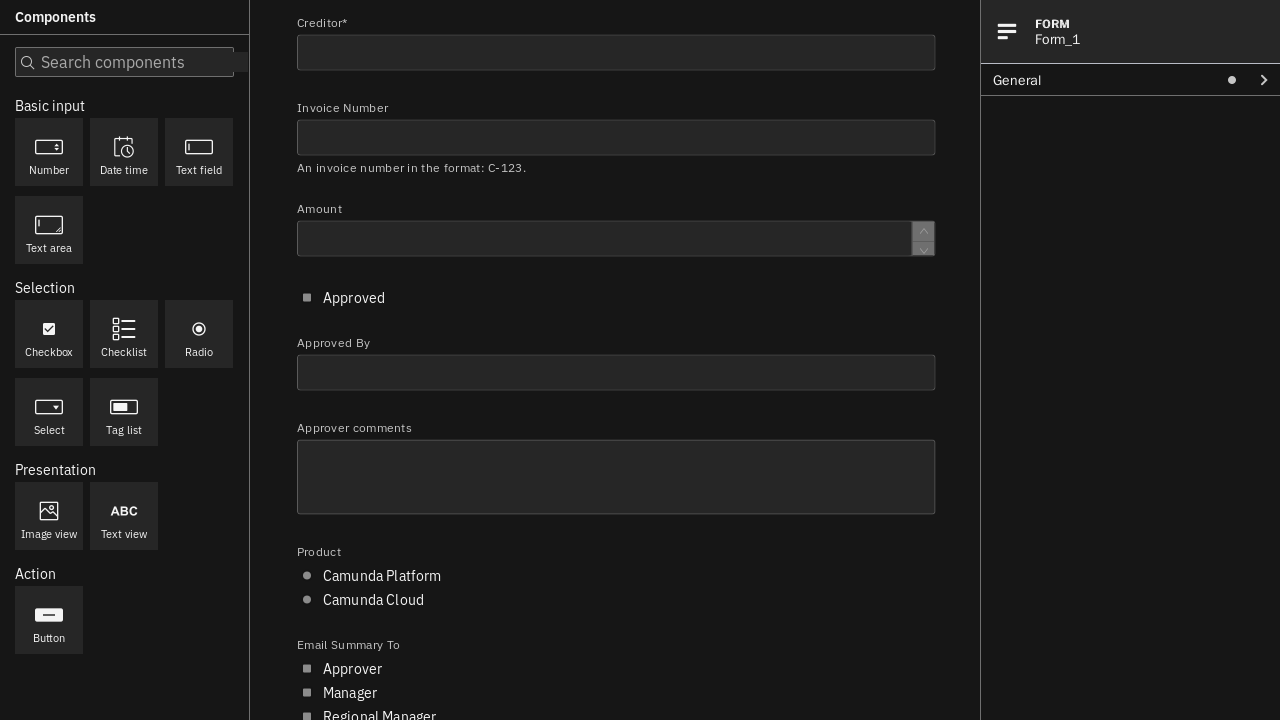 Components
Search components
Basic input
Number
Date time
Text field
Text area
Selection
Checkbox
Checklist
Radio
Select
Tag list
Presentation
Image view
ABC
Text view
Action
Button
Creditor*
Invoice Number
An invoice number in the format: C-123.
Amount
Approved
Approved By
Approver comments
Product
Camunda Platform
Camunda Cloud
Email Summary To
Approver
Manager
Regional Manager
FORM
Form_1
General